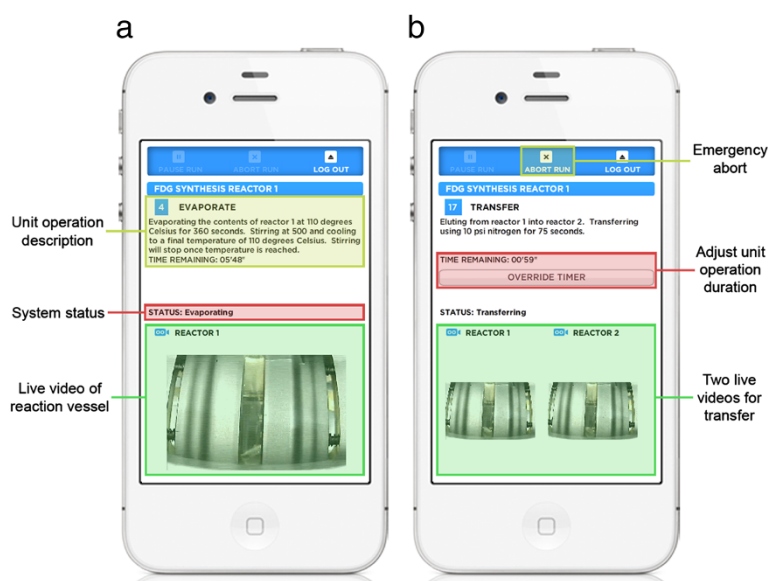 a
b
PAUSE RUN ABORT RUN LOG OUT
FDG SYNTHESIS REACTOR 1
4 EVAPORATE
Evaporating the contents of reactor 1 at 110 degrees
Celsius for 360 seconds. Stirring at 500 and cooling
to a final temperature of 110 degrees Celsius. Stirring
will stop once temperature is reached.
TIME REMAINING: 05'48"
STATUS: Evaporating
REACTOR 1
Unit operation
description
System status
Live video of
reaction vessel
PAUSE RUN ABORT RUN LOG OUT
FDG SYNTHESIS REACTOR 1
17 TRANSFER
Eluting from reactor 1 into reactor 2. Transferring
using 10 psi nitrogen for 75 seconds.
TIME REMAINING: 00'59"
OVERRIDE TIMER
STATUS: Transferring
REACTOR 1 REACTOR 2
Emergency
abort
Adjust unit
operation
duration
Two live
videos for
transfer